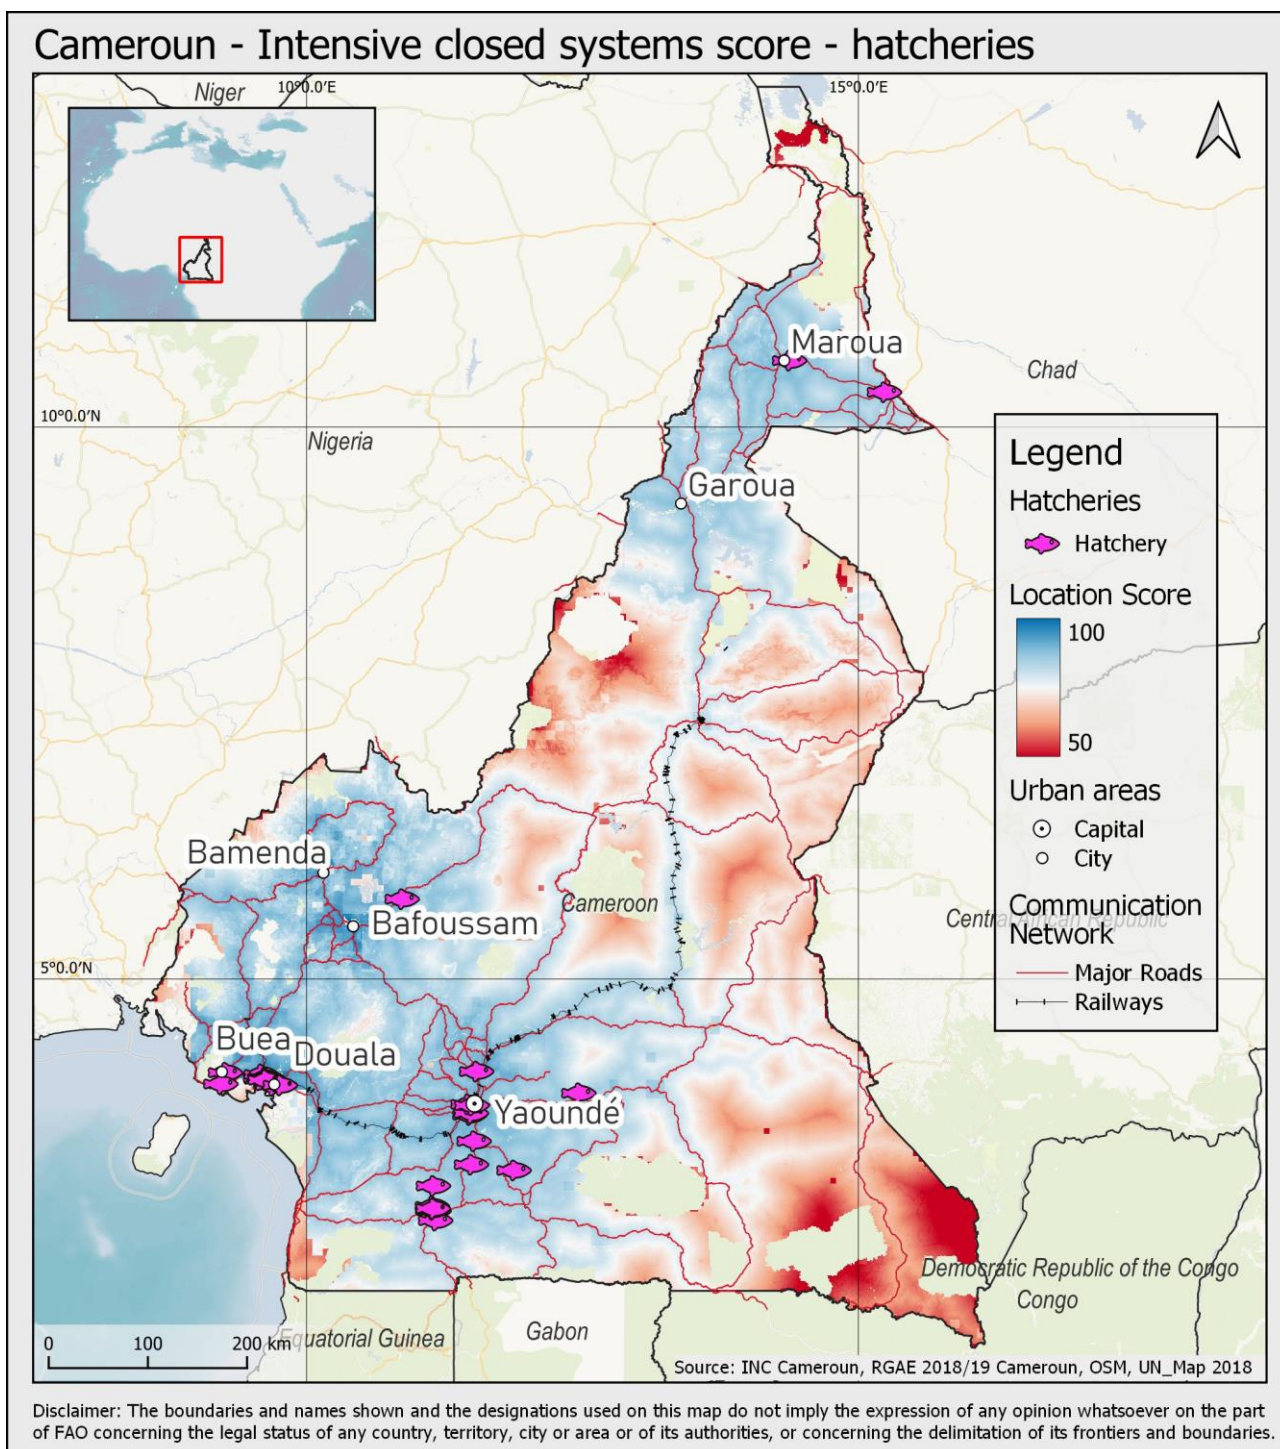 Cameroun - Intensive closed systems score - hatcheries
Niger
10°0.0'E
15°0.0'E
Maroua
Chad
10°0.0'N
Nigeria
Garoua
Legend
Hatcheries
Hatchery
Location Score
100
50
Urban areas
Capital
City
Communication
Network
Major Roads
Railways
Bamenda
Bafoussam
Cameroon
Central African Republic
5°0.0'N
Buea
Douala
Yaoundé
Democratic Republic of the Congo
Congo
0 100 200 km
Equatorial Guinea
Gabon
Source: INC Cameroun, RGAE 2018/19 Cameroun, OSM, UN_Map 2018
Disclaimer: The boundaries and names shown and the designations used on this map do not imply the expression of any opinion whatsoever on the part
of FAO concerning the legal status of any country, territory, city or area or of its authorities, or concerning the delimitation of its frontiers and boundaries.